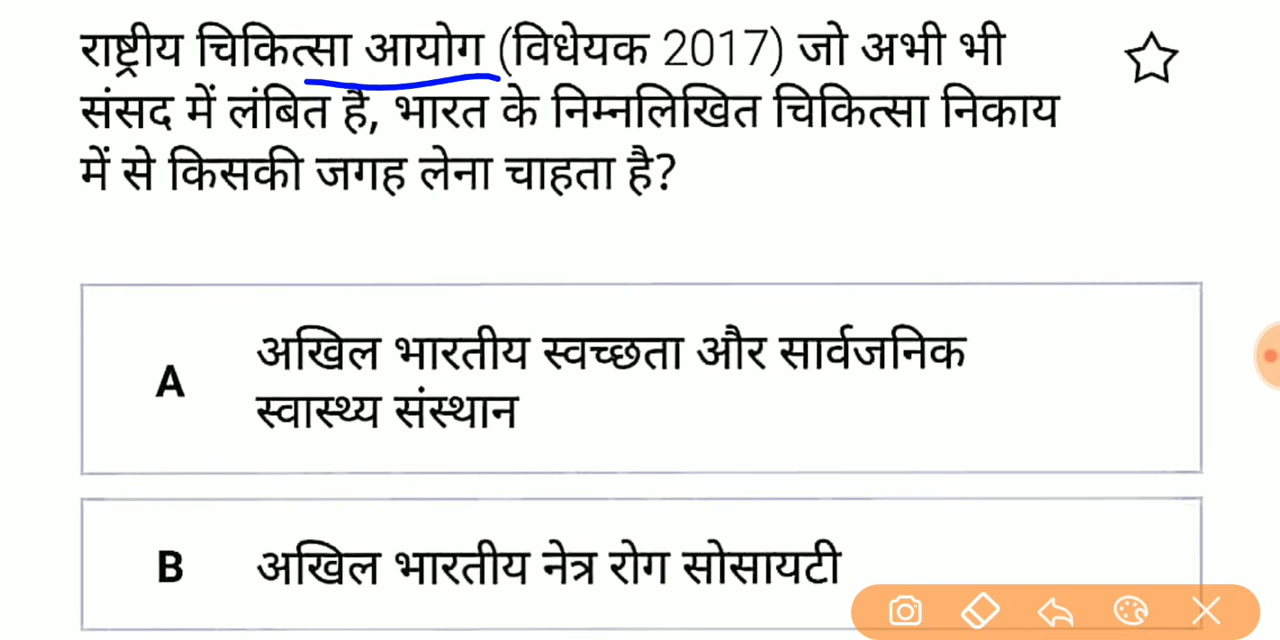 राष्ट्रीय चिकित्सा आयोग (विधेयक 2017) जो अभी भी
संसद में लंबित है, भारत के निम्नलिखित चिकित्सा निकाय
में से किसकी जगह लेना चाहता है?
A
अखिल भारतीय स्वच्छता और सार्वजनिक
स्वास्थ्य संस्थान
B अखिल भारतीय नेत्र रोग सोसायटी